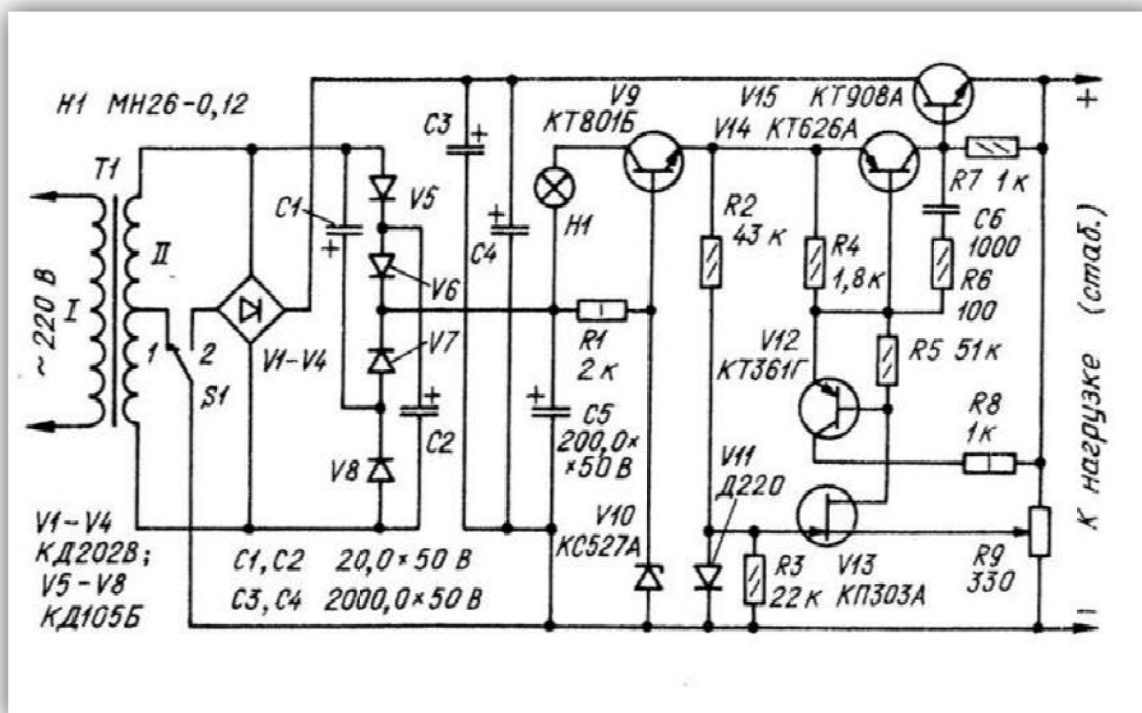 H1 МН26-0,12
T1
~ 220 В
I
II
1
2
S1
V1-V4
C1
+
V5
V6
V7
V8
C2
C3
+
C4
+
H1
V9
КТ801Б
R1
2 к
+
C5
200,0×
×50 В
V10
КС527А
R2
43 к
V11
Д220
R3
22 к
V15 КТ908А
V14 КТ626А
R7 1 к
C6
1000
R6
100
R4
1,8 к
R5 51 к
V12
КТ361Г
R8
1 к
V13
КП303А
R9
330
+
К нагрузке (стаб.)
–
V1-V4
КД202В;
V5-V8
КД105Б
C1, C2 20,0×50 В
C3, C4 2000,0×50 В